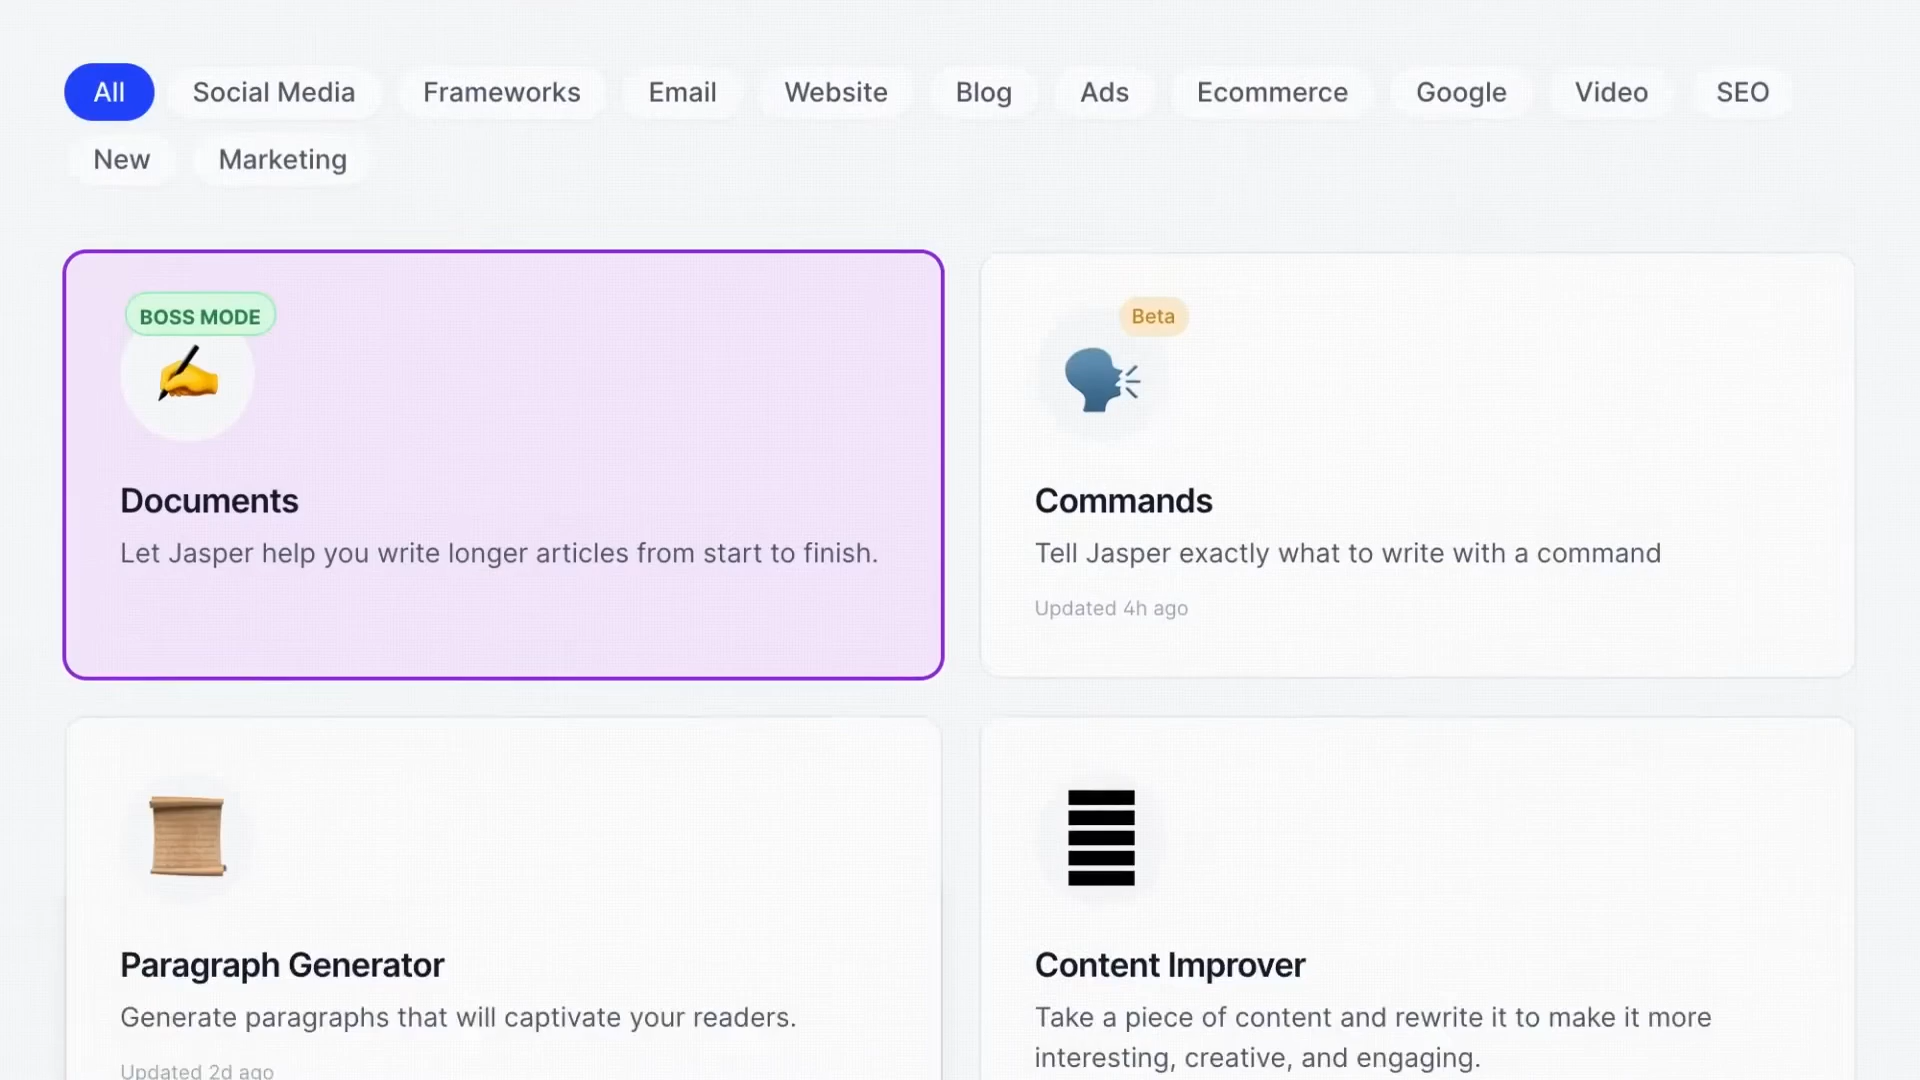 All Social Media Frameworks Email Website Blog Ads Ecommerce Google Video SEO
New Marketing
BOSS MODE
Documents
Let Jasper help you write longer articles from start to finish.
Beta
Commands
Tell Jasper exactly what to write with a command
Updated 4h ago
Paragraph Generator
Generate paragraphs that will captivate your readers.
Updated 2d ago
Content Improver
Take a piece of content and rewrite it to make it more
interesting, creative, and engaging.